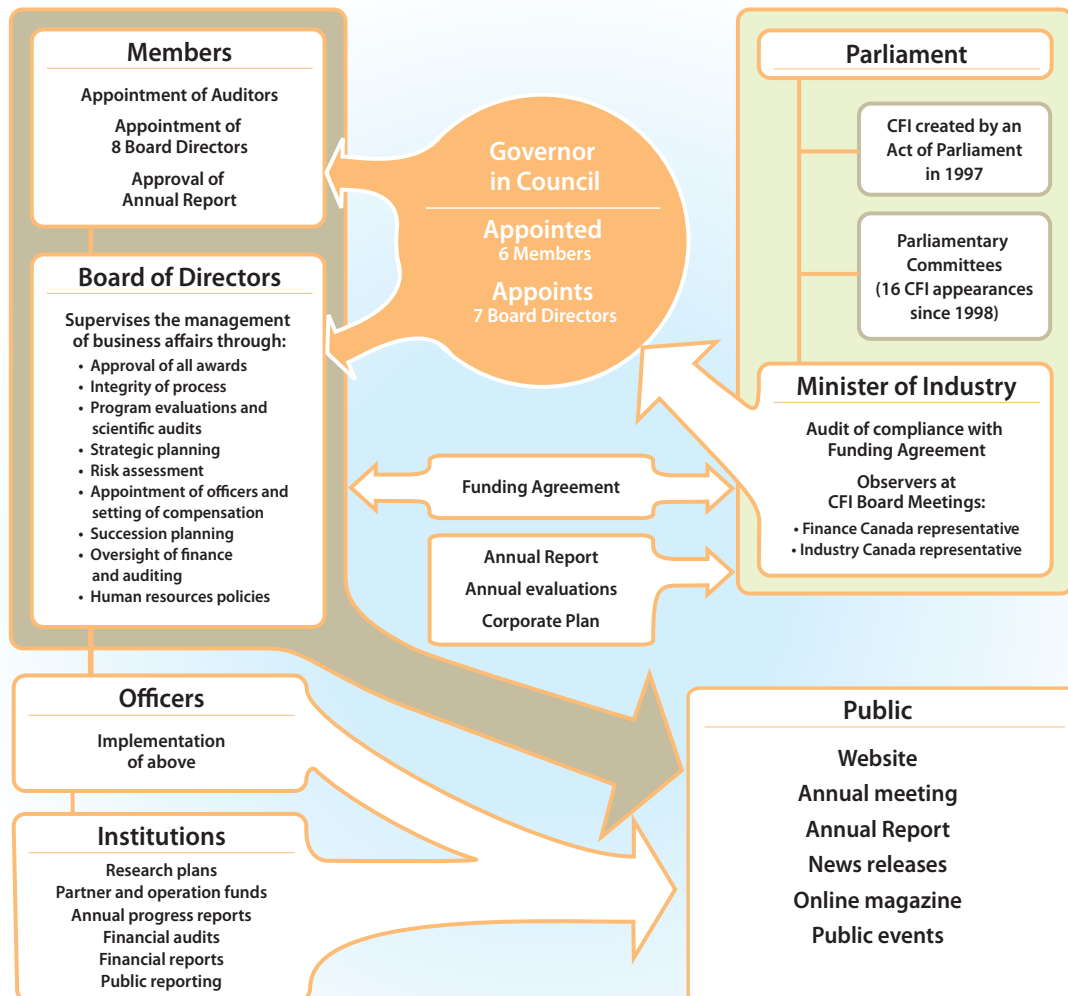 Members
Appointment of Auditors
Appointment of
8 Board Directors
Approval of
Annual Report
Board of Directors
Supervises the management
of business affairs through:
• Approval of all awards
• Integrity of process
• Program evaluations and
scientific audits
• Strategic planning
• Risk assessment
• Appointment of officers and
setting of compensation
• Succession planning
• Oversight of finance
and auditing
• Human resources policies
Officers
Implementation
of above
Institutions
Research plans
Partner and operation funds
Annual progress reports
Financial audits
Financial reports
Public reporting
Governor
in Council
Appointed
6 Members
Appoints
7 Board Directors
Funding Agreement
Annual Report
Annual evaluations
Corporate Plan
Parliament
CFI created by an
Act of Parliament
in 1997
Parliamentary
Committees
(16 CFI appearances
since 1998)
Minister of Industry
Audit of compliance with
Funding Agreement
Observers at
CFI Board Meetings:
• Finance Canada representative
• Industry Canada representative
Public
Website
Annual meeting
Annual Report
News releases
Online magazine
Public events